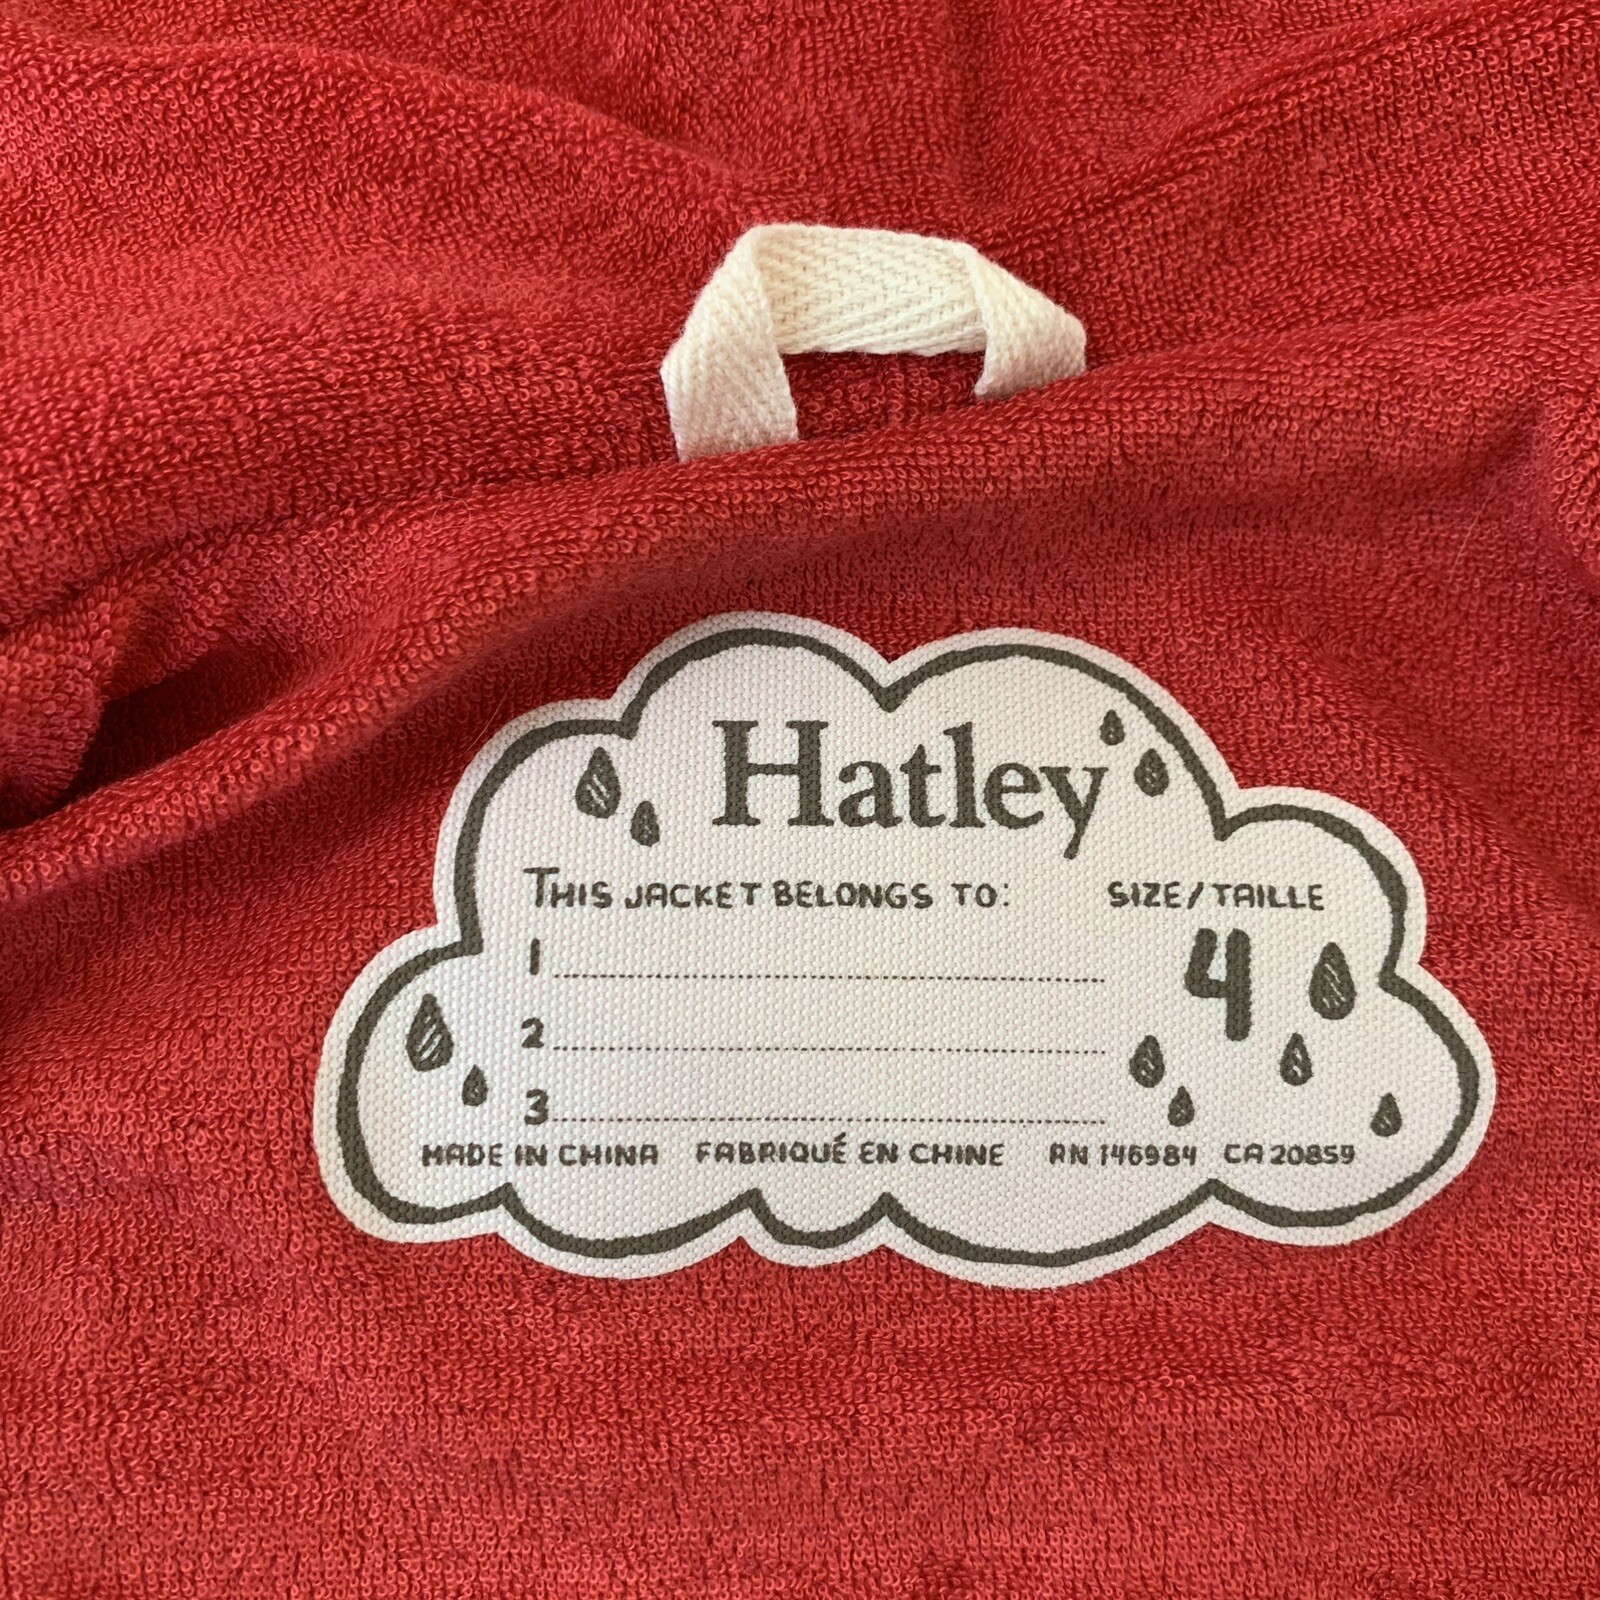 Hatley
THIS JACKET BELONGS TO: SIZE/TAILLE
4
1
2
3
MADE IN CHINA FABRIQUÉ EN CHINE RN 146984 CA 20859